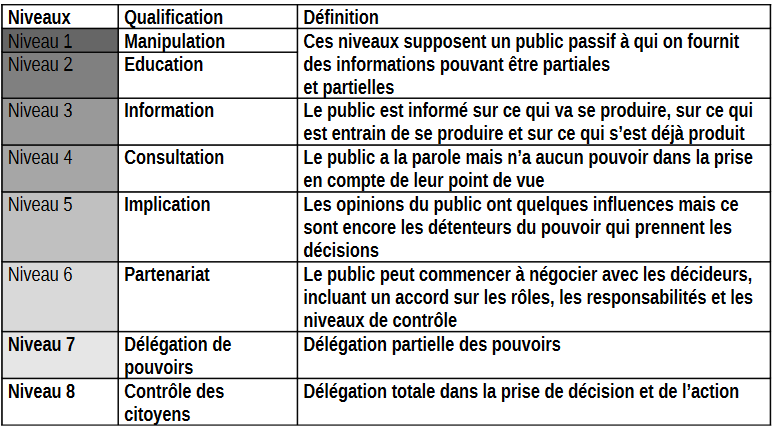 Niveaux Qualification Définition
Niveau 1 Manipulation Ces niveaux supposent un public passif à qui on fournit
Niveau 2 Education des informations pouvant être partiales
et partielles
Niveau 3 Information Le public est informé sur ce qui va se produire, sur ce qui
est entrain de se produire et sur ce qui s’est déjà produit
Niveau 4 Consultation Le public a la parole mais n’a aucun pouvoir dans la prise
en compte de leur point de vue
Niveau 5 Implication Les opinions du public ont quelques influences mais ce
sont encore les détenteurs du pouvoir qui prennent les
décisions
Niveau 6 Partenariat Le public peut commencer à négocier avec les décideurs,
incluant un accord sur les rôles, les responsabilités et les
niveaux de contrôle
Niveau 7 Délégation de Délégation partielle des pouvoirs
pouvoirs
Niveau 8 Contrôle des Délégation totale dans la prise de décision et de l’action
citoyens